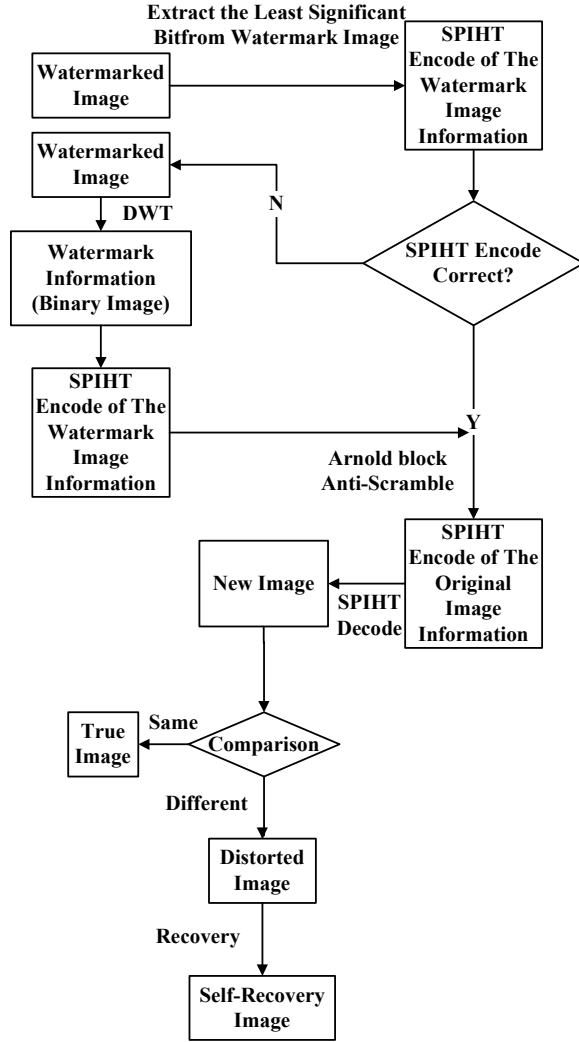 Extract the Least Significant
Bitfrom Watermark Image
Watermarked
Image
SPIHT
Encode of The
Watermark
Image
Information
Watermarked
Image
DWT
N
Watermark
Information
(Binary Image)
SPIHT Encode
Correct?
SPIHT
Encode of The
Watermark
Image
Information
Y
Arnold block
Anti-Scramble
SPIHT
Encode of The
Original
Image
Information
New Image
SPIHT
Decode
Same
True
Image
Comparison
Different
Distorted
Image
Recovery
Self-Recovery
Image